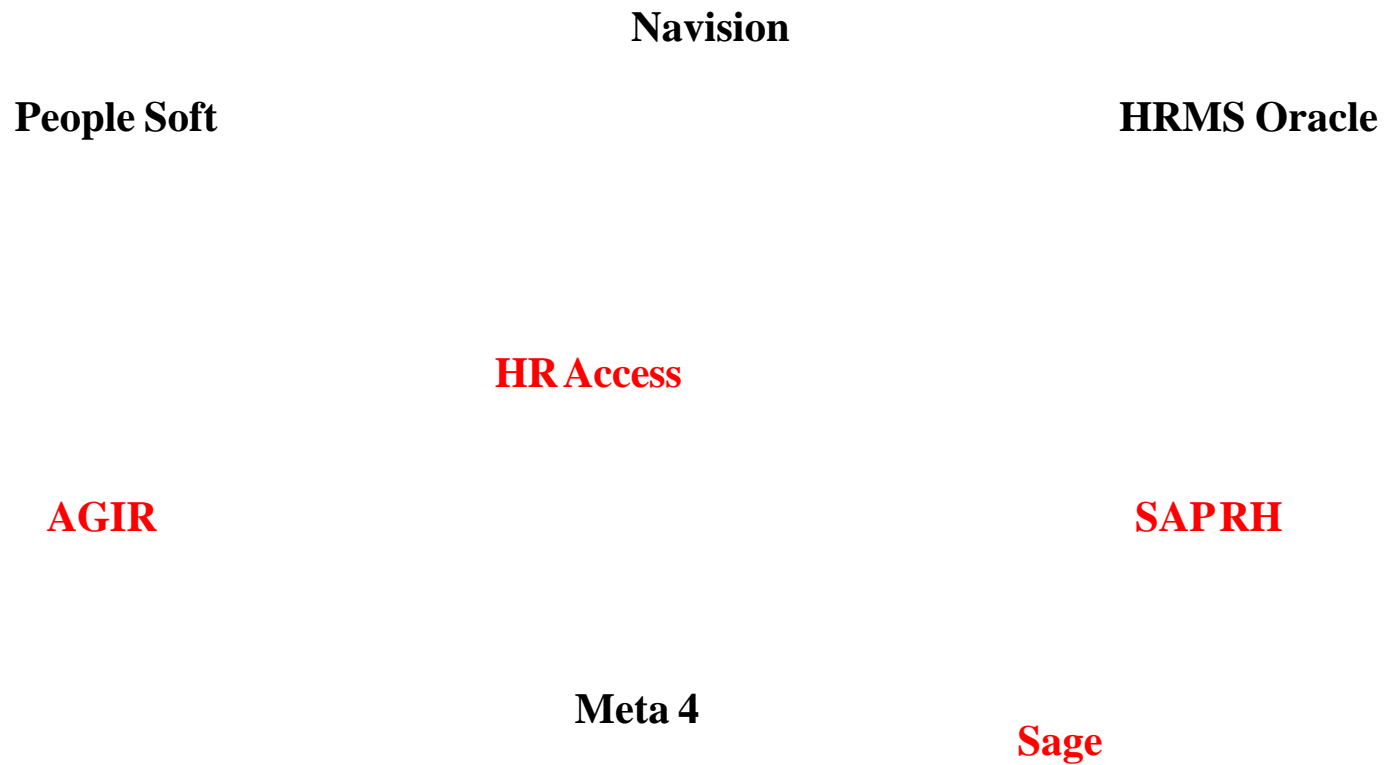 Navision
People Soft
HRMS Oracle
HR Access
AGIR
SAP RH
Meta 4
Sage